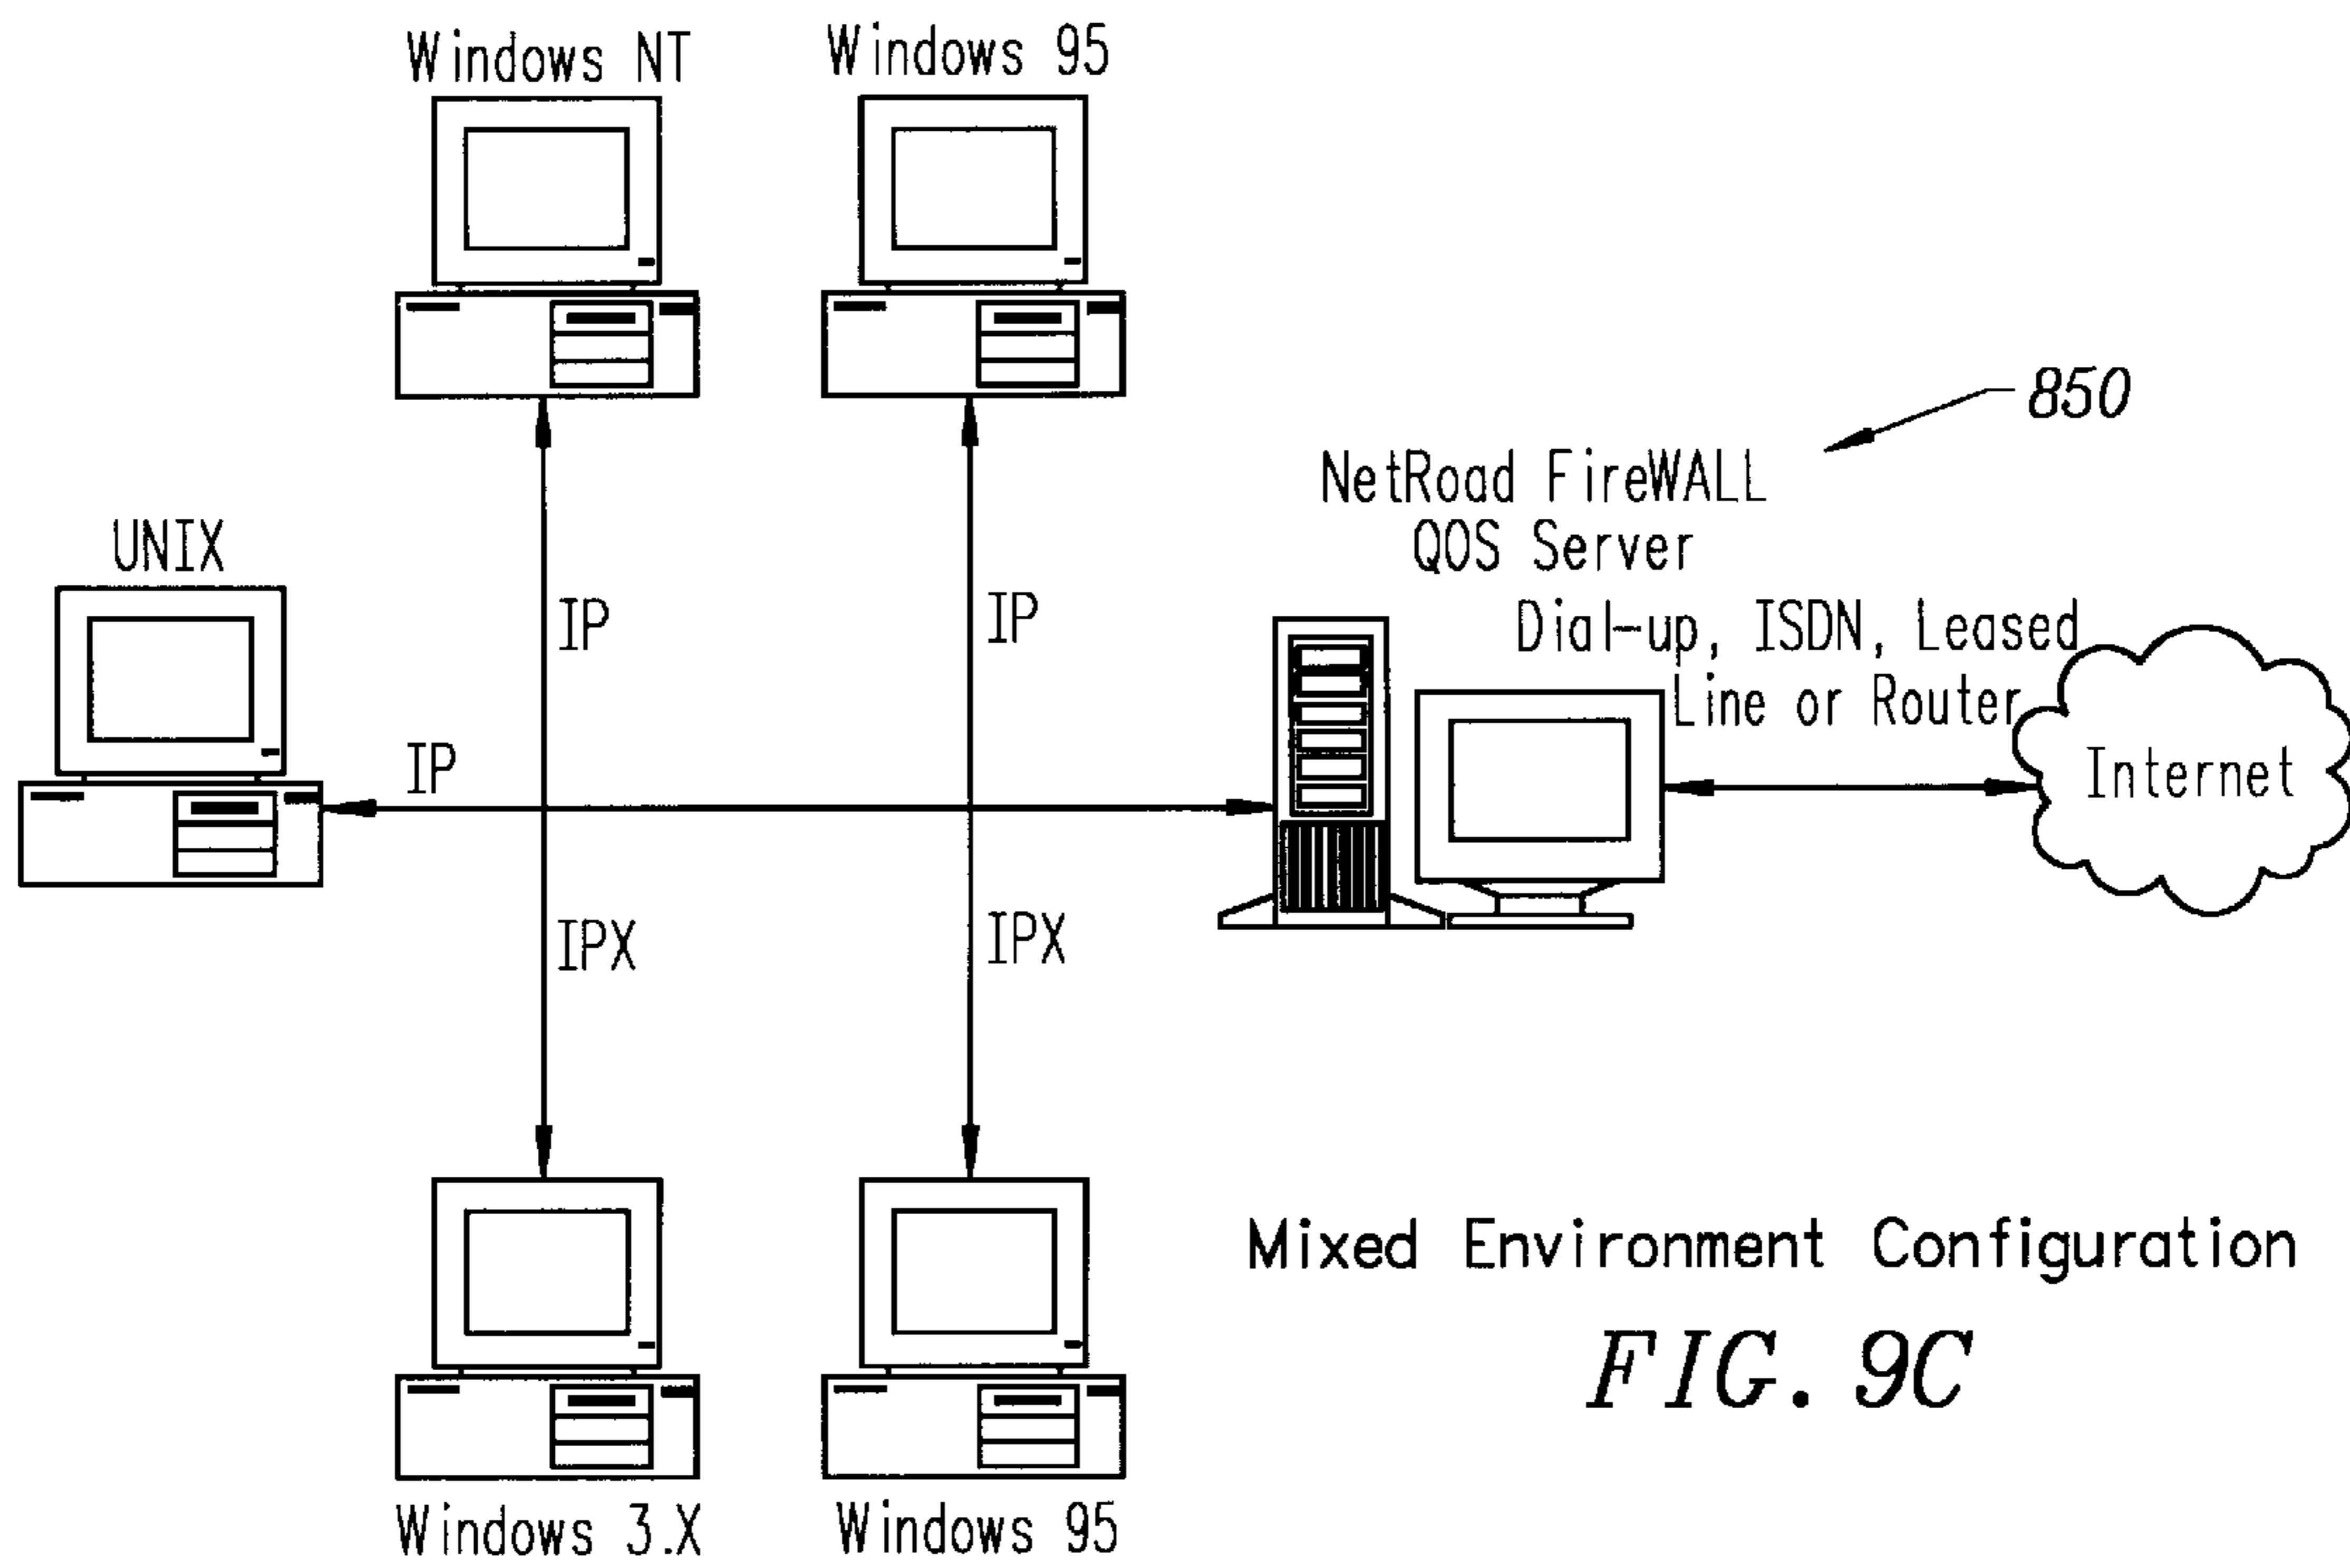 Windows NT
Windows 95
850
NetRoad FireWALL
QOS Server
UNIX
IP
IP
Dial-up, ISDN, Leased
Line or Router
IP
Internet
IPX
IPX
Mixed Environment Configuration
FIG. 9C
Windows 3.X
Windows 95